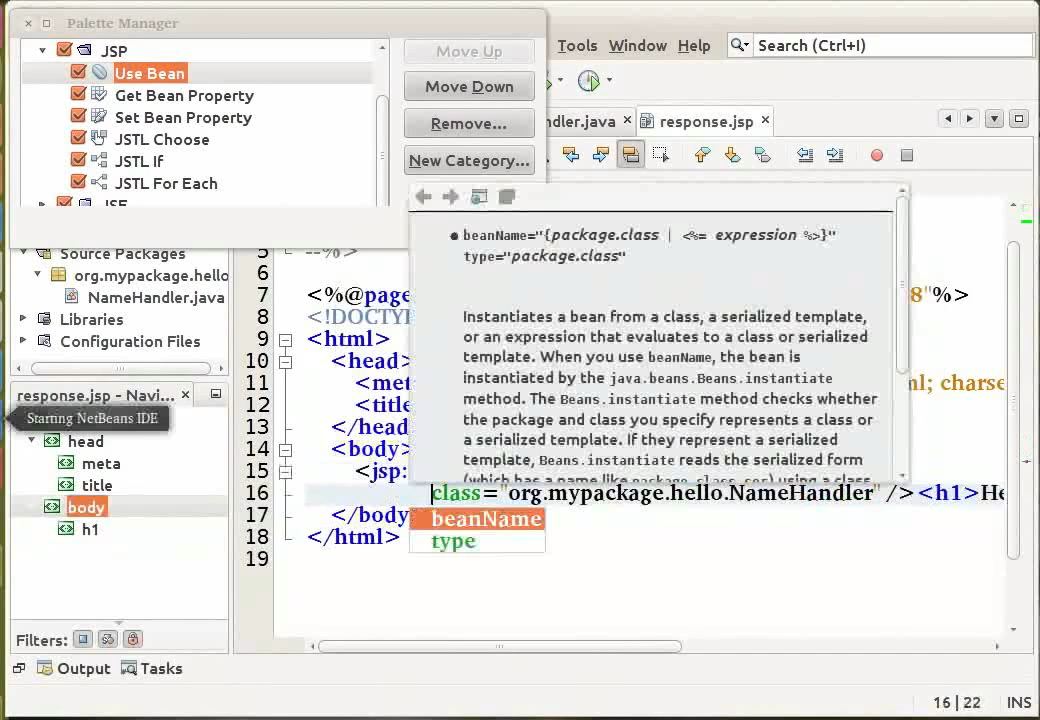 Palette Manager
JSP
Use Bean
Get Bean Property
Set Bean Property
JSTL Choose
JSTL If
JSTL For Each
Move Up
Move Down
Remove...
New Category...
Tools Window Help
Search (Ctrl+I)
ndler.java
response.jsp
beanName="{package.class | <%= expression %>}"
type="package.class"
Instantiates a bean from a class, a serialized template,
or an expression that evaluates to a class or serialized
template. When you use beanName, the bean is
instantiated by the java.beans.Beans.instantiate
method. The Beans.instantiate method checks whether
the package and class you specify represents a class or
a serialized template. If they represent a serialized
template, Beans.instantiate reads the serialized form
Source Packages
org.mypackage.hello
NameHandler.java
Libraries
Configuration Files
response.jsp - Navi...
Starting NetBeans IDE
head
meta
title
body
h1
Filters:
5 --%>
6
7 <%@page 8"%>
8 <!DOCTYP
9 <html>
10 <head>
11 <met ml; charse
12 <title
13 </head
14 <body>
15 <jsp:
16 class="org.mypackage.hello.NameHandler" /><h1>He
17 </body
18 </html>
19
beanName
type
Output Tasks
16 | 22 INS